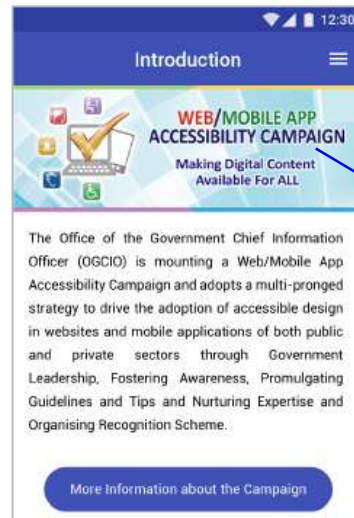 12:30
Introduction
WEB/MOBILE APP
ACCESSIBILITY CAMPAIGN
Making Digital Content
Available For ALL
The Office of the Government Chief Information
Officer (OGCIO) is mounting a Web/Mobile App
Accessibility Campaign and adopts a multi-pronged
strategy to drive the adoption of accessible design
in websites and mobile applications of both public
and private sectors through Government
Leadership, Fostering Awareness, Promulgating
Guidelines and Tips and Nurturing Expertise and
Organising Recognition Scheme.
More Information about the Campaign